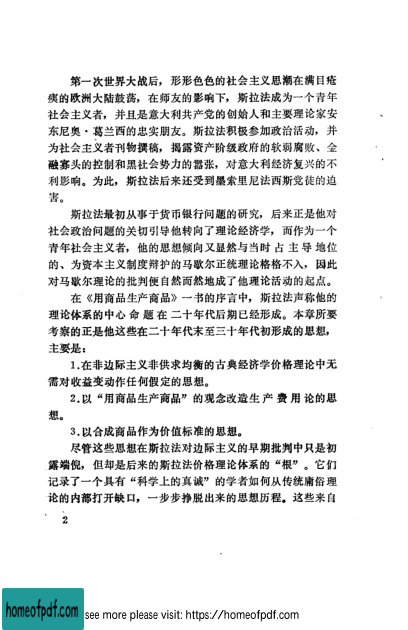 第一次世界大战后，形形色色的社会主义思潮在满目疮
痍的欧洲大陆鼓荡，在师友的影响下，斯拉法成为一个青年
社会主义者，并且是意大利共产党的创始人和主要理论家安
东尼奥·葛兰西的忠实朋友。斯拉法积极参加政治活动，并
为社会主义者刊物撰稿，揭露资产阶级政府的软弱腐败、金
融寡头的控制和黑社会势力的嚣张，对意大利经济复兴的不
利影响。为此，斯拉法后来还受到墨索里尼法西斯党徒的迫
害。
斯拉法最初从事于货币银行问题的研究，后来正是他对
社会政治问题的关切引导他转向了理论经济学，而作为一个
青年社会主义者，他的思想倾向又显然与当时占主导地位
的、为资本主义制度辩护的马歇尔正统理论格格不入，因此
对马歇尔理论的批判便自然而然地成了他理论活动的起点。
在《用商品生产商品》一书的序言中，斯拉法声称他的
理论体系的中心命题在二十年代后期已经形成。本章所要
考察的正是他这些在二十年代末至三十年代初形成的思想，
主要是：
1.在非边际主义非供求均衡的古典经济学价格理论中无
需对收益变动作任何假定的思想。
2.以“用商品生产商品”的观念改造生产费用论的思
想。
3.以合成商品作为价值标准的思想。
尽管这些思想在斯拉法对边际主义的早期批判中只是初
露端倪，但却是后来的斯拉法价格理论体系的“根”。它们
记录了一个具有“科学上的真诚”的学者如何从传统庸俗理
论的内部打开缺口，一步步挣脱出来的思想历程。这些来自
2
homeofpdf.com
see more please visit: https://homeofpdf.com